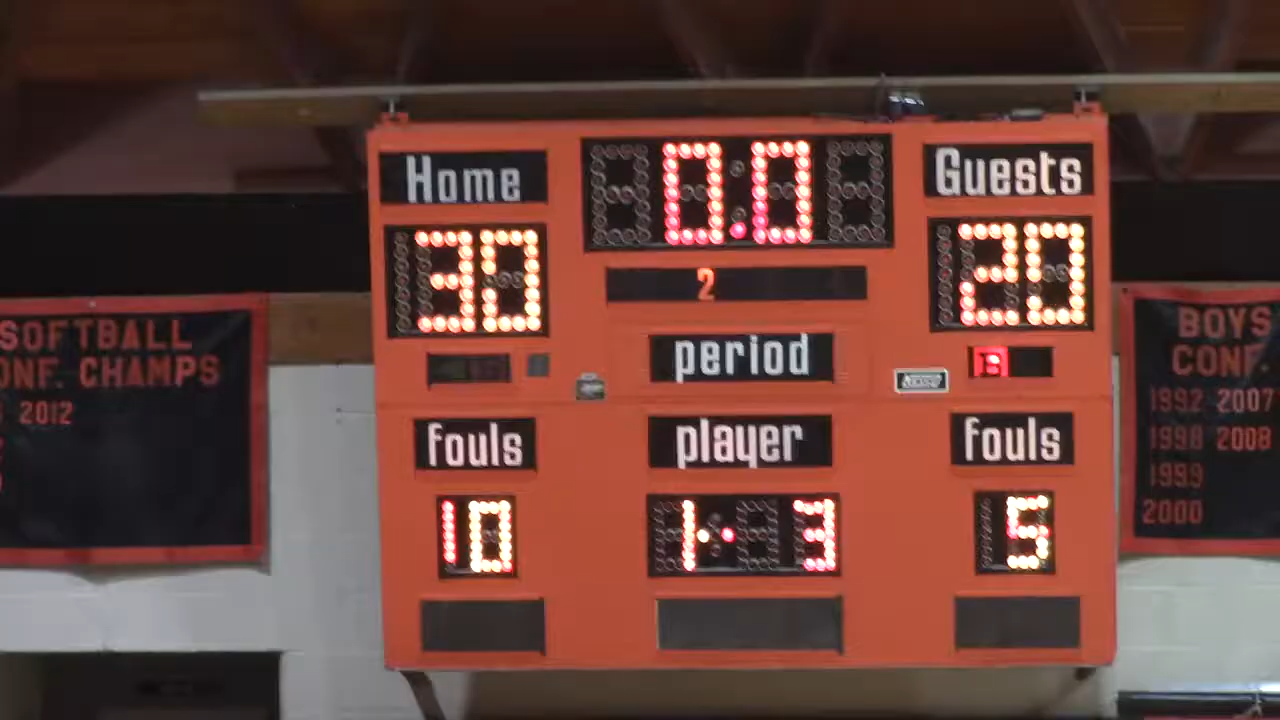 Home
0.0
Guests
30
20
2
period
B
fouls
player
fouls
10
1 3
5
SOFTBALL
CONF. CHAMPS
2012
BOYS
CONF.
1992 2007
1998 2008
1999
2000